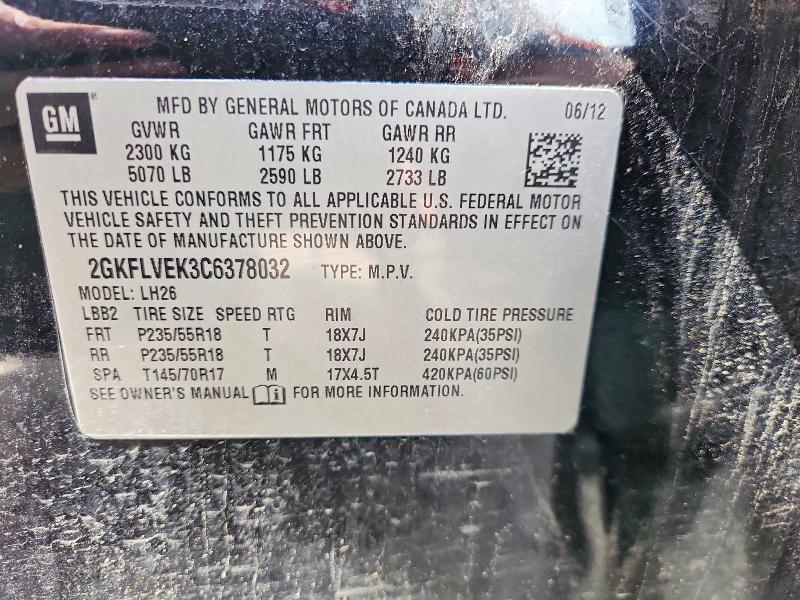 GM
MFD BY GENERAL MOTORS OF CANADA LTD. 06/12
GVWR GAWR FRT GAWR RR
2300 KG 1175 KG 1240 KG
5070 LB 2590 LB 2733 LB
THIS VEHICLE CONFORMS TO ALL APPLICABLE U.S. FEDERAL MOTOR
VEHICLE SAFETY AND THEFT PREVENTION STANDARDS IN EFFECT ON
THE DATE OF MANUFACTURE SHOWN ABOVE.
2GKFLVEK3C6378032 TYPE: M.P.V.
MODEL: LH26
LBB2 TIRE SIZE SPEED RTG RIM COLD TIRE PRESSURE
FRT P235/55R18 T 18X7J 240KPA(35PSI)
RR P235/55R18 T 18X7J 240KPA(35PSI)
SPA T145/70R17 M 17X4.5T 420KPA(60PSI)
SEE OWNER'S MANUAL i FOR MORE INFORMATION.